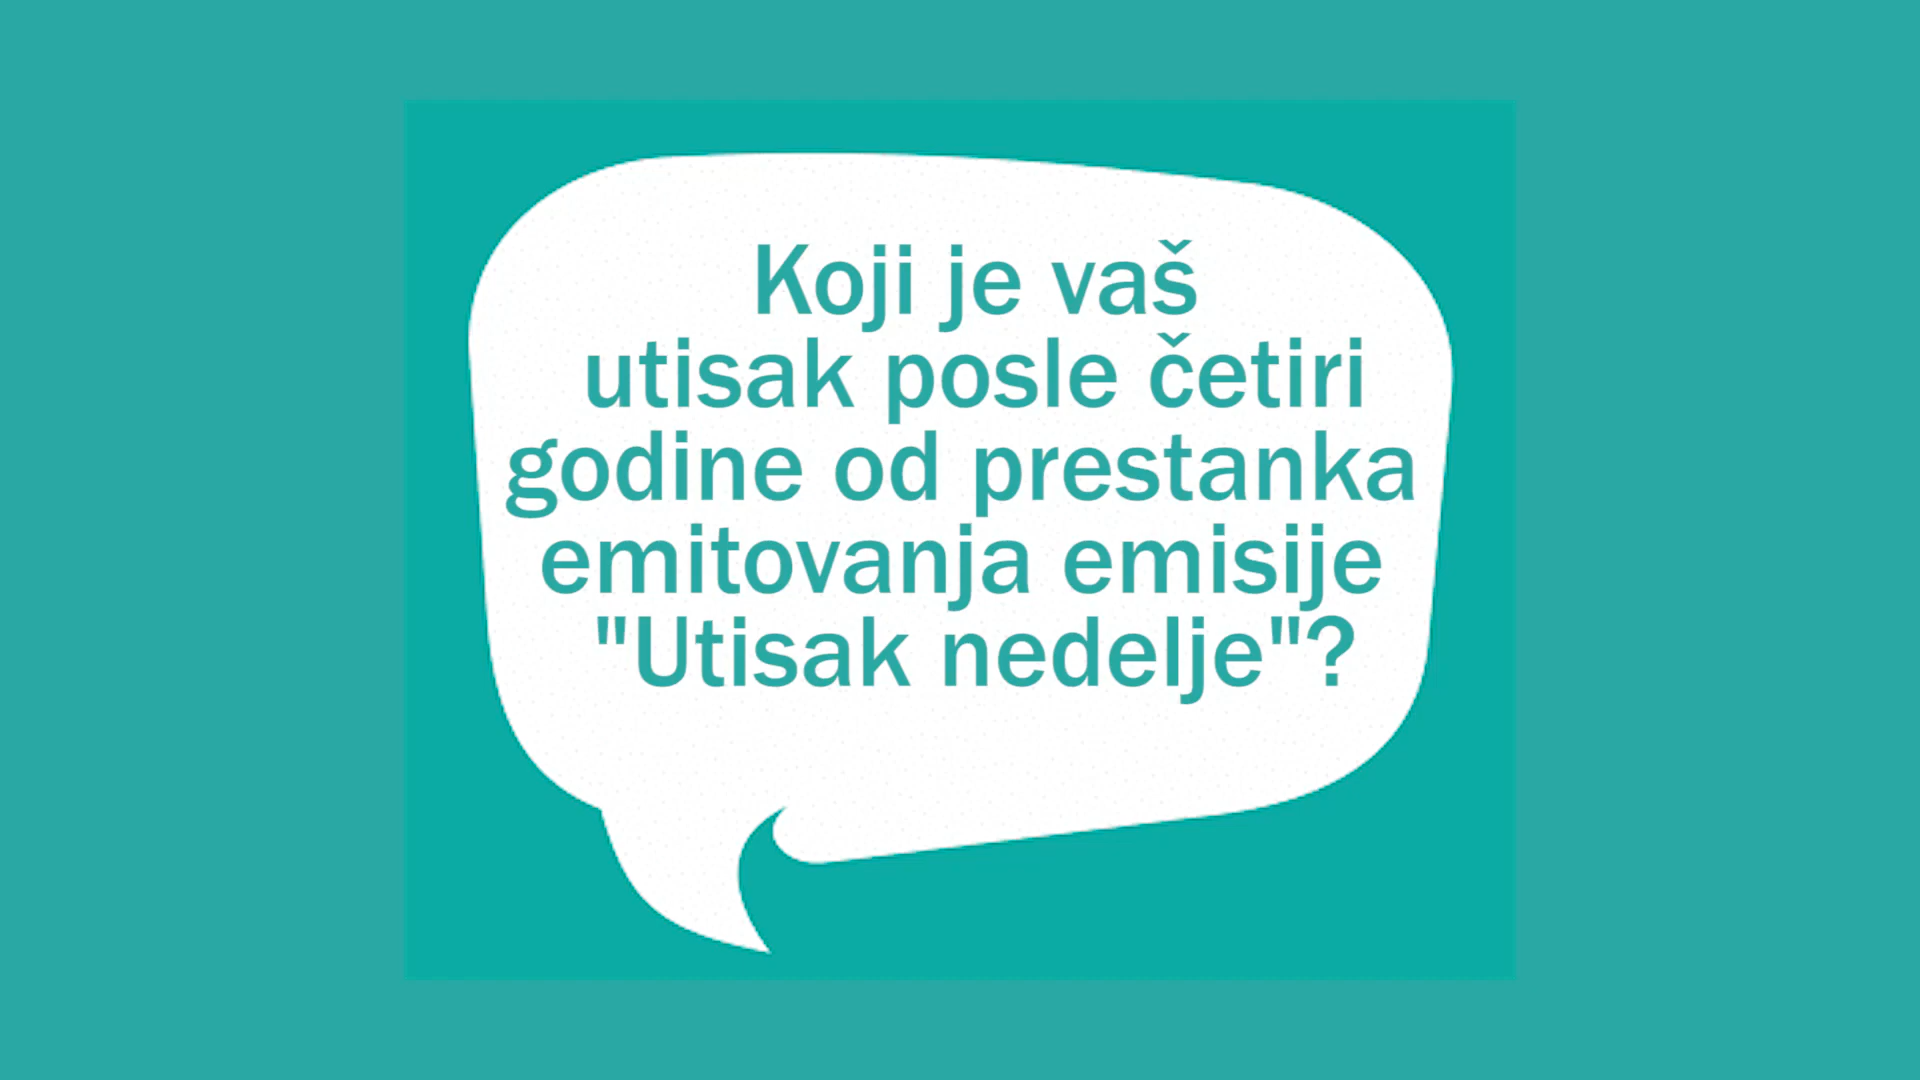 Koji je vaš
utisak posle četiri
godine od prestanka
emitovanja emisije
"Utisak nedelje"?